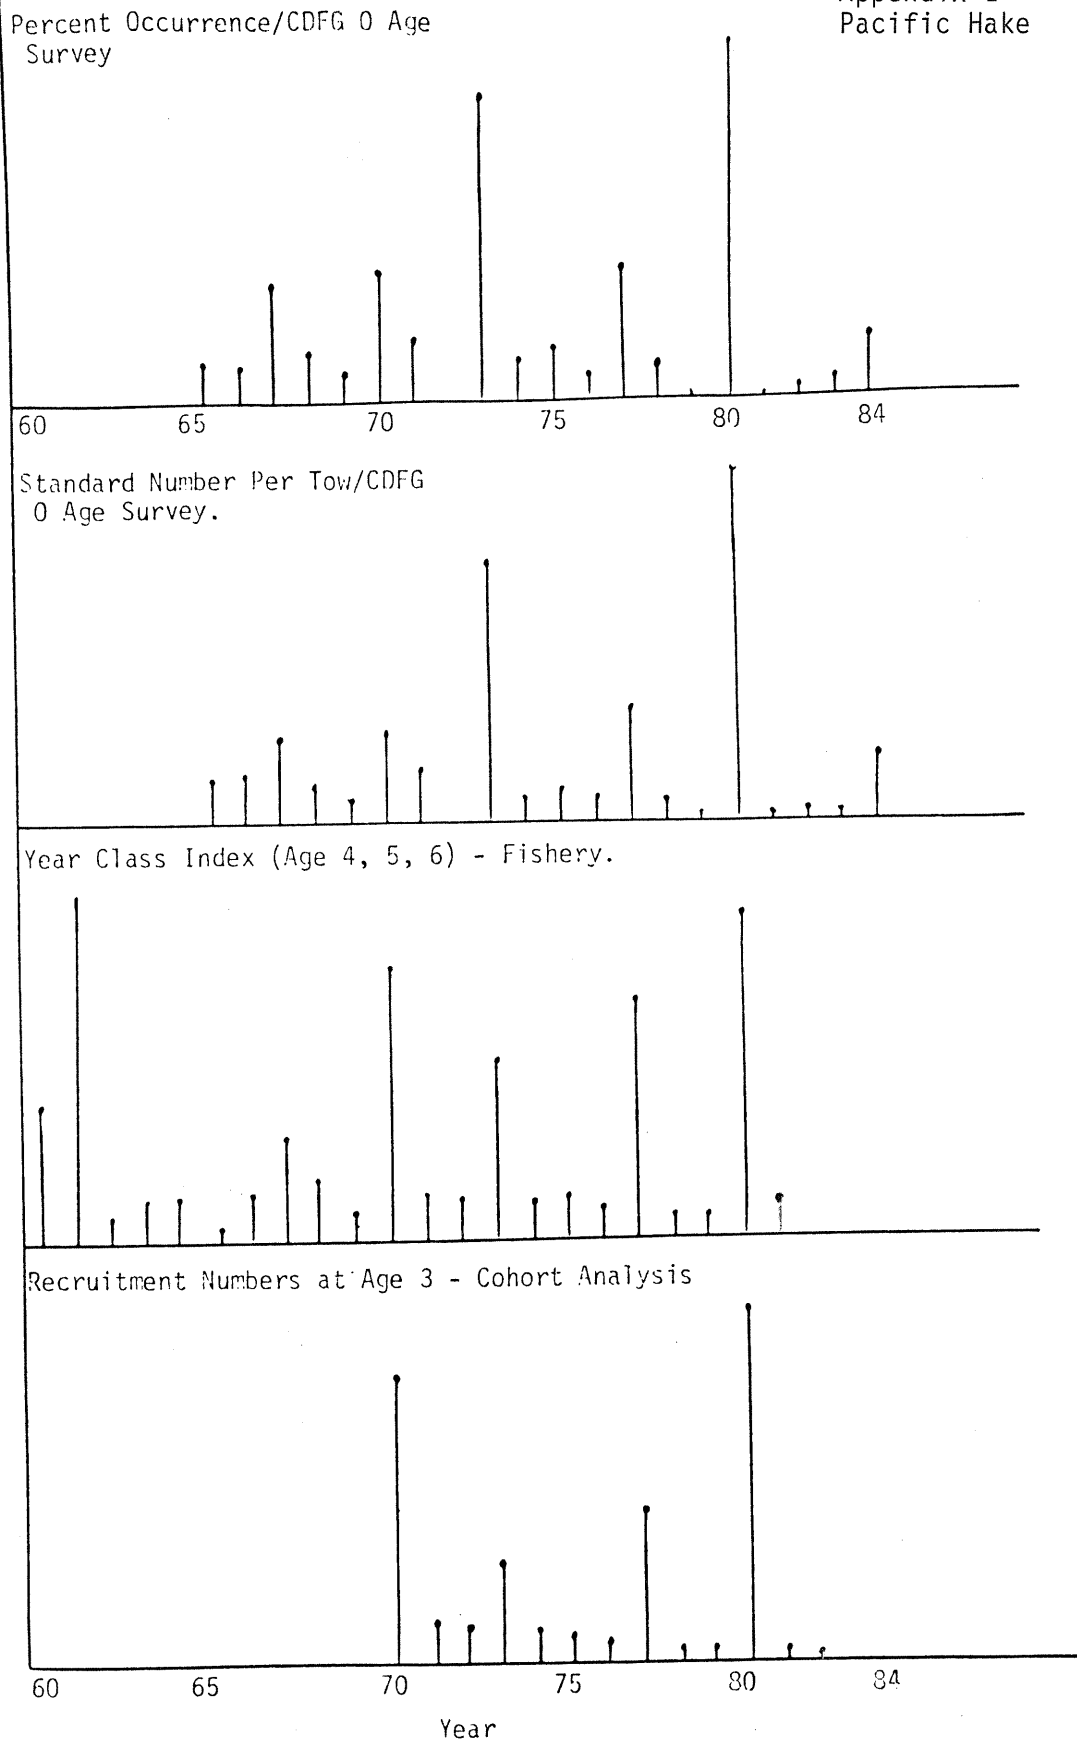 Pacific Hake
Percent Occurrence/CDFG 0 Age
Survey
60 65 70 75 80 84
Standard Number Per Tow/CDFG
0 Age Survey.
Year Class Index (Age 4, 5, 6) - Fishery.
Recruitment Numbers at Age 3 - Cohort Analysis
60 65 70 75 80 84
Year